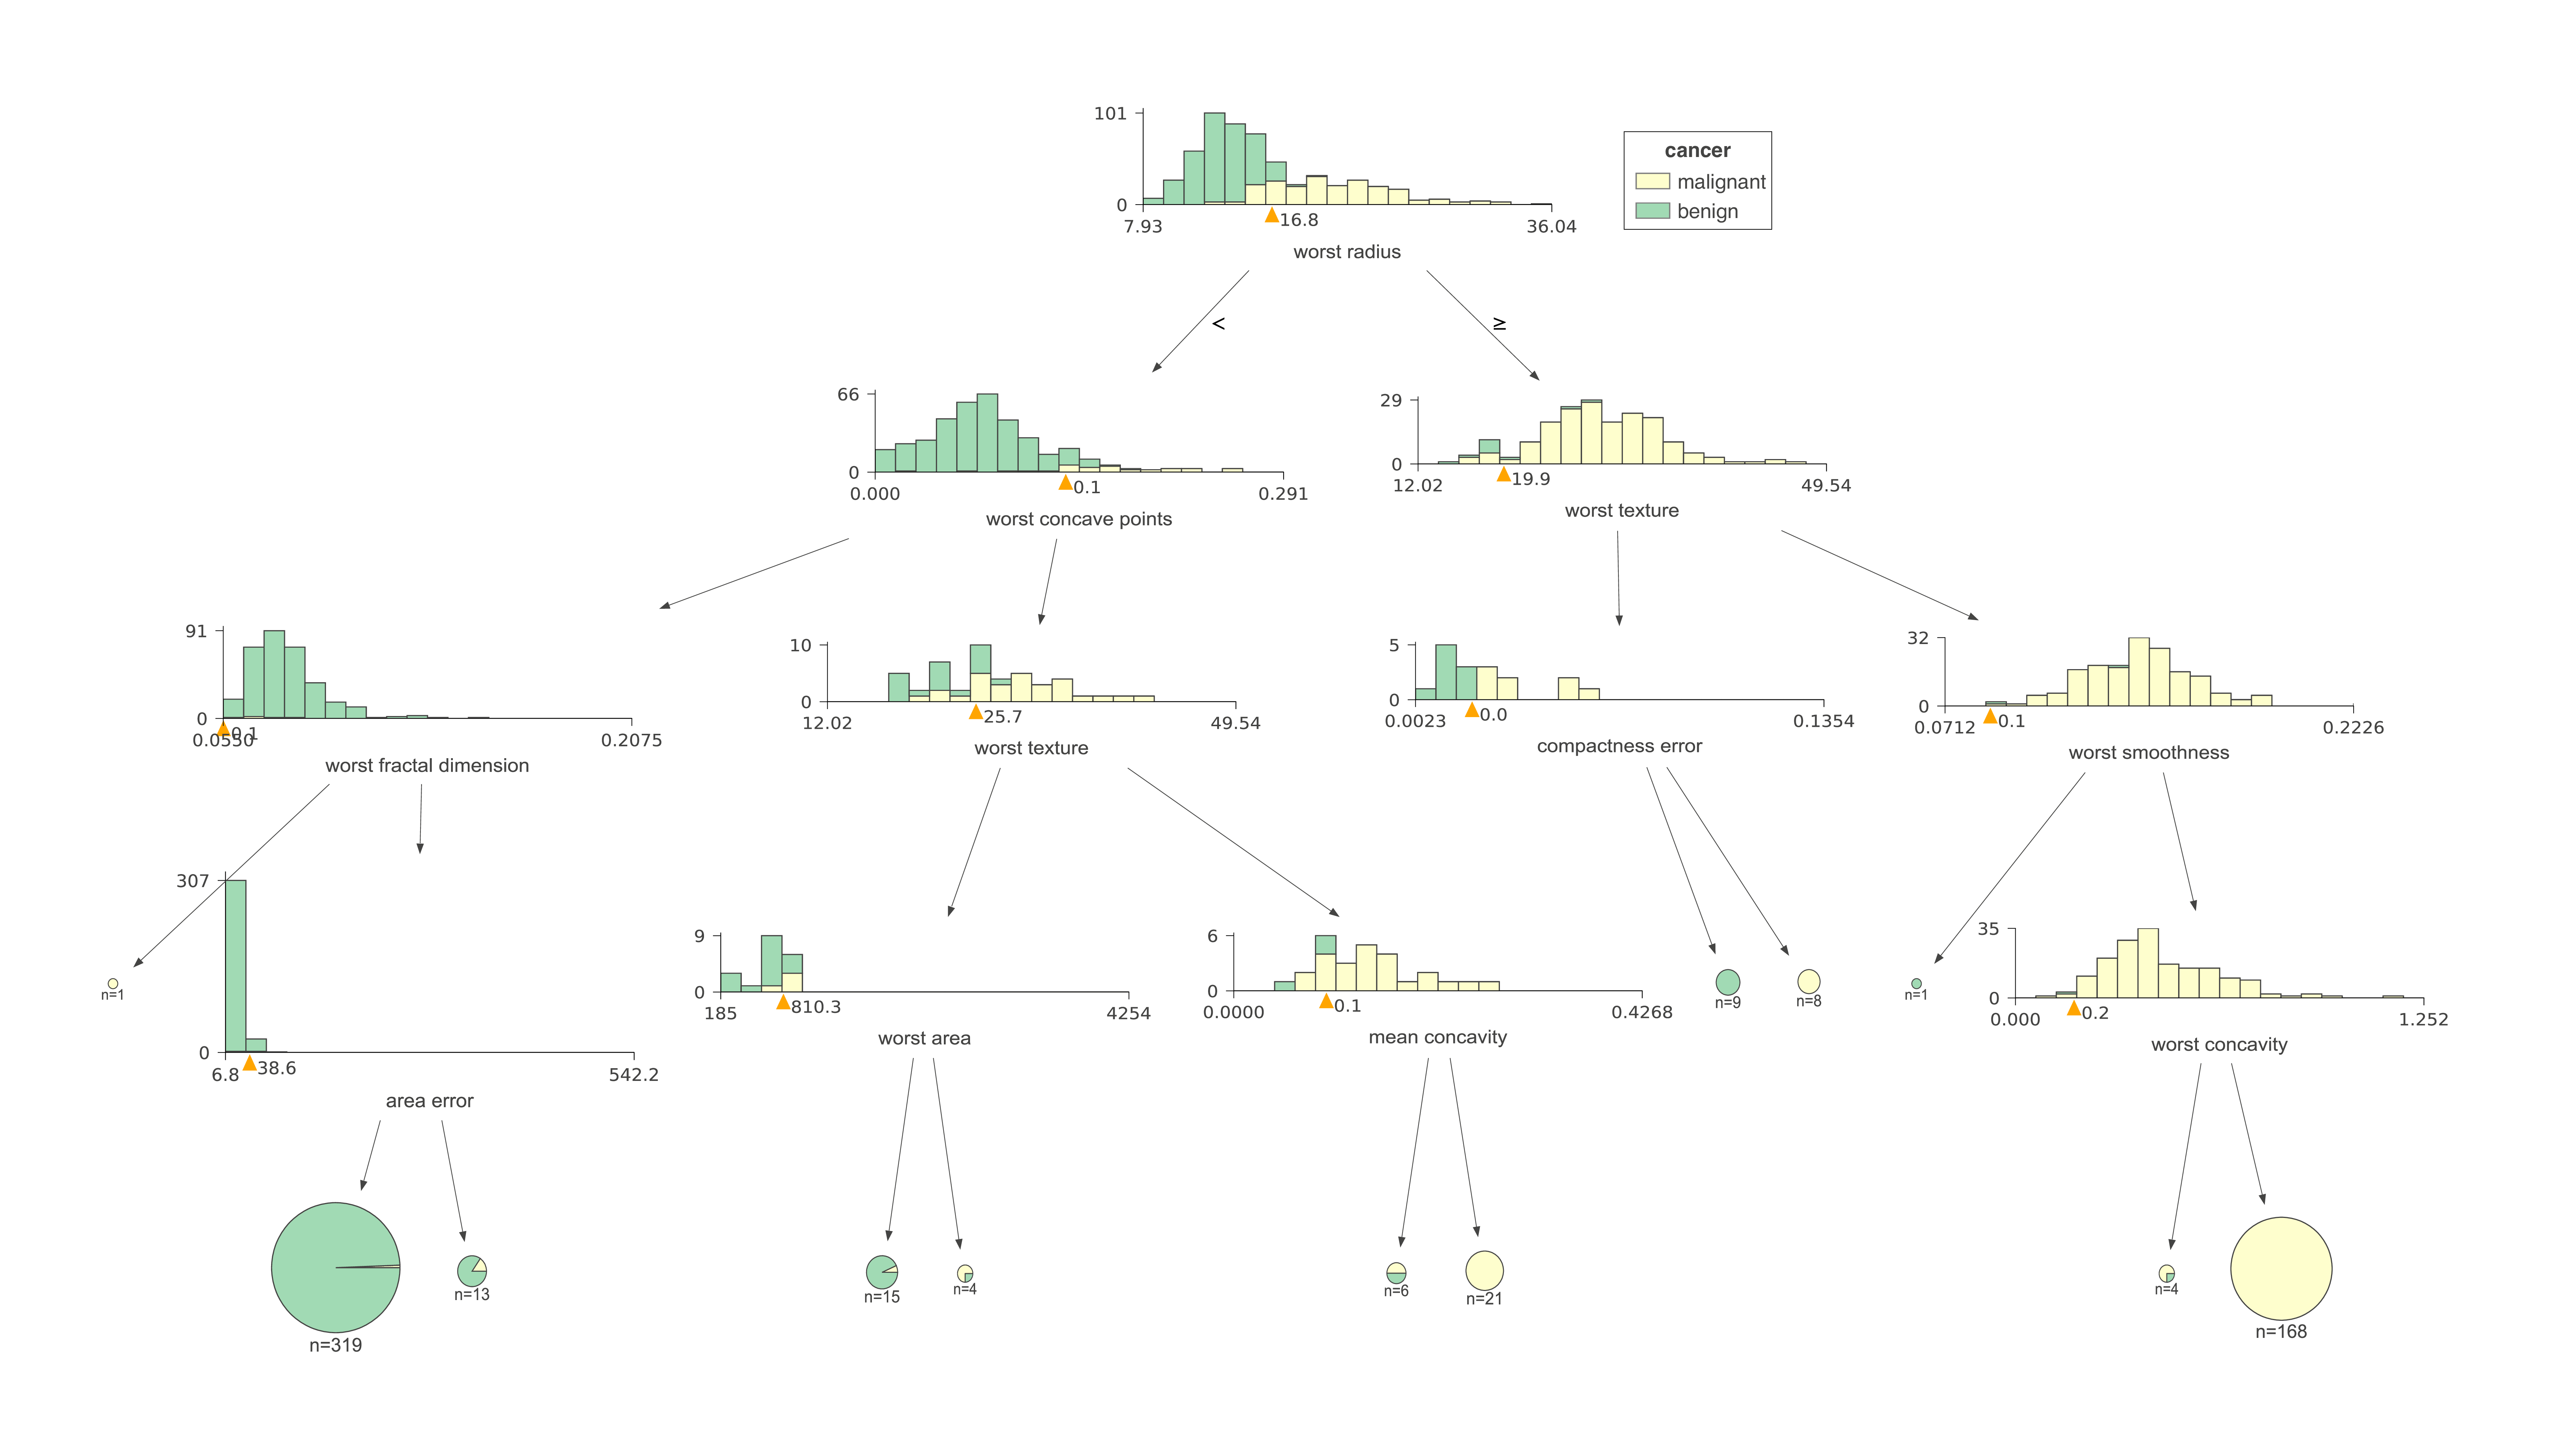 101
0
7.93
16.8
36.04
worst radius
cancer
malignant
benign
<
≥
66
0
0.000
0.1
0.291
worst concave points
29
0
12.02
19.9
49.54
worst texture
91
0
0.0550
0.1
0.2075
worst fractal dimension
10
0
12.02
25.7
49.54
worst texture
5
0
0.0023
0.0
0.1354
compactness error
32
0
0.0712
0.1
0.2226
worst smoothness
n=1
307
0
6.8
38.6
542.2
area error
9
0
185
810.3
4254
worst area
6
0
0.0000
0.1
0.4268
mean concavity
n=9
n=8
n=1
35
0
0.000
0.2
1.252
worst concavity
n=319
n=13
n=15
n=4
n=6
n=21
n=4
n=168